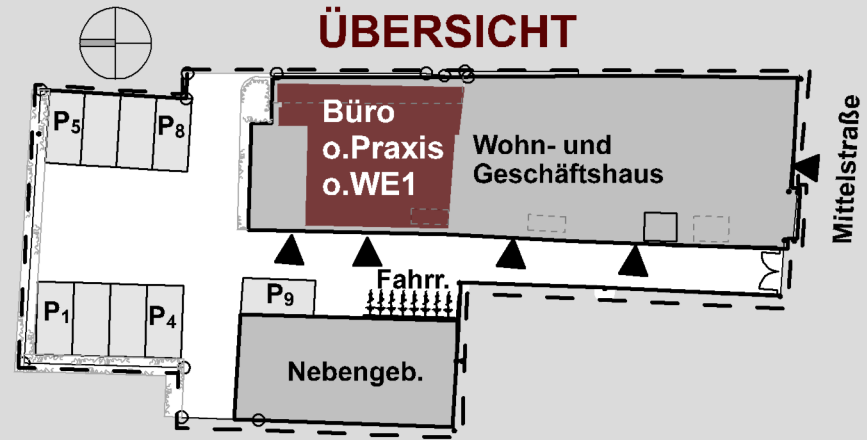 ÜBERSICHT
P5
P8
Büro
o.Praxis
o.WE1
Wohn- und
Geschäftshaus
Mittelstraße
P1
P4
P9
Fahrr.
Nebengeb.